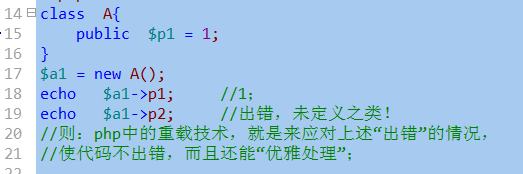 14 class A{
15 public $p1 = 1;
16 }
17 $a1 = new A();
18 echo $a1->p1; //1;
19 echo $a1->p2; //出错，未定义之类！
20 //则：php中的重载技术，就是来应对上述“出错”的情况，
21 //使代码不出错，而且还能“优雅处理”；